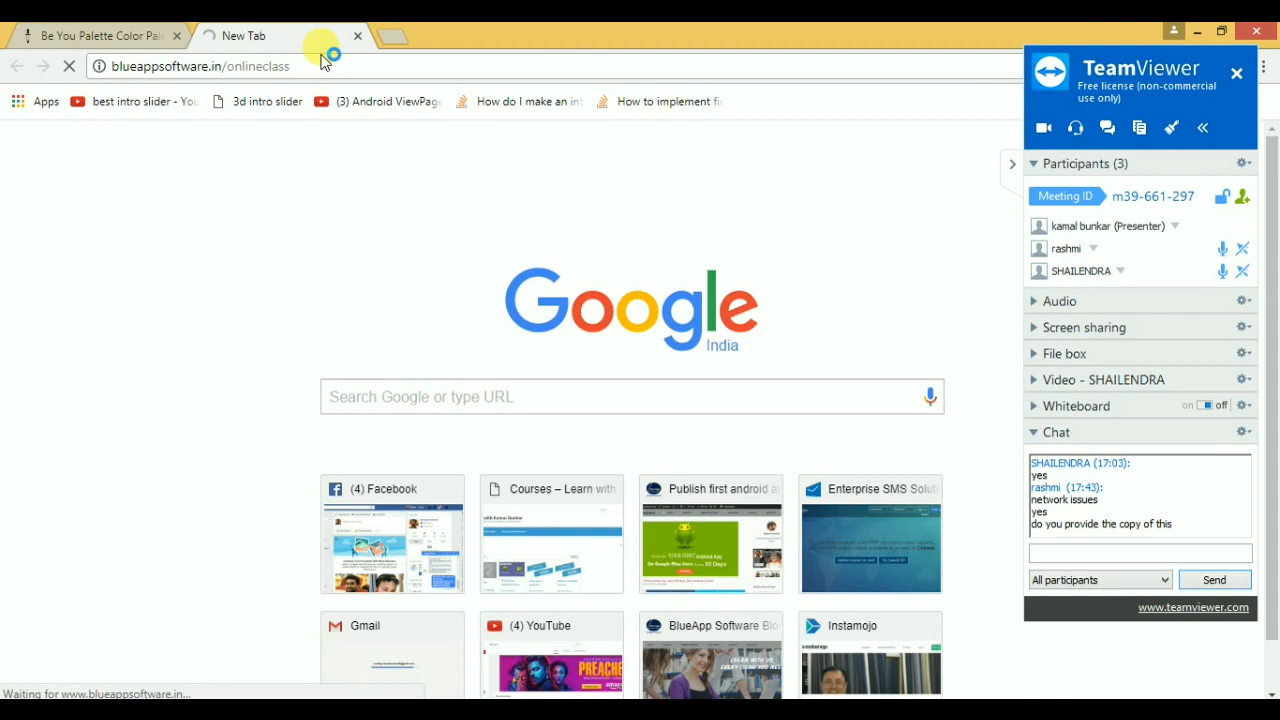 Be You Palette Color Pal
New Tab
blueappsoftware.in/onlineclass
Apps
best intro slider - You
3d intro slider
(3) Android ViewPage
How do I make an int
How to implement fi
TeamViewer
Free license (non-commercial
use only)
Participants (3)
Meeting ID
m39-661-297
kamal bunkar (Presenter)
rashmi
SHAILENDRA
Audio
Screen sharing
File box
Video - SHAILENDRA
Whiteboard
on
off
Chat
SHAILENDRA (17:03):
yes
rashmi (17:43):
network issues
yes
do you provide the copy of this
All participants
Send
www.teamviewer.com
Google
India
Search Google or type URL
(4) Facebook
Courses – Learn with
Publish first android a
Enterprise SMS Soluti
Gmail
(4) YouTube
BlueApp Software Blo
Instamojo
PREACHE
Waiting for www.blueappsoftware.in...